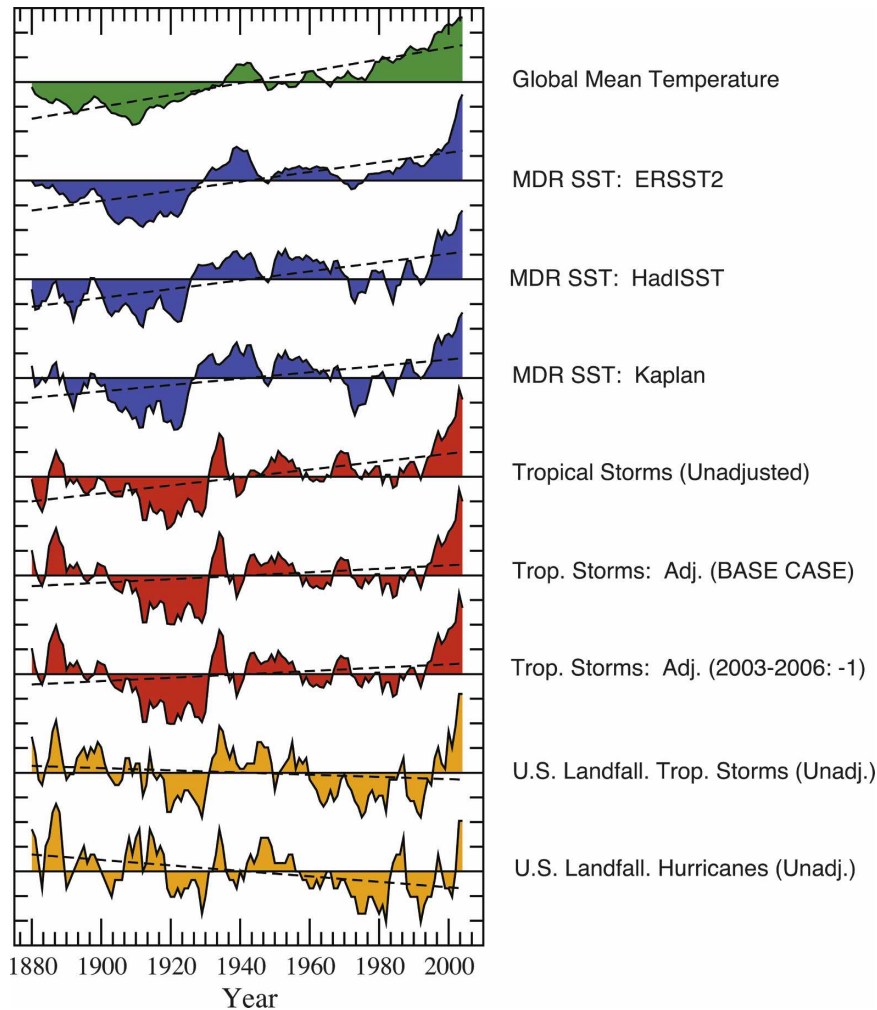 Global Mean Temperature
MDR SST: ERSST2
MDR SST: HadISST
MDR SST: Kaplan
Tropical Storms (Unadjusted)
Trop. Storms: Adj. (BASE CASE)
Trop. Storms: Adj. (2003-2006: -1)
U.S. Landfall. Trop. Storms (Unadj.)
U.S. Landfall. Hurricanes (Unadj.)
1880 1900 1920 1940 1960 1980 2000
Year